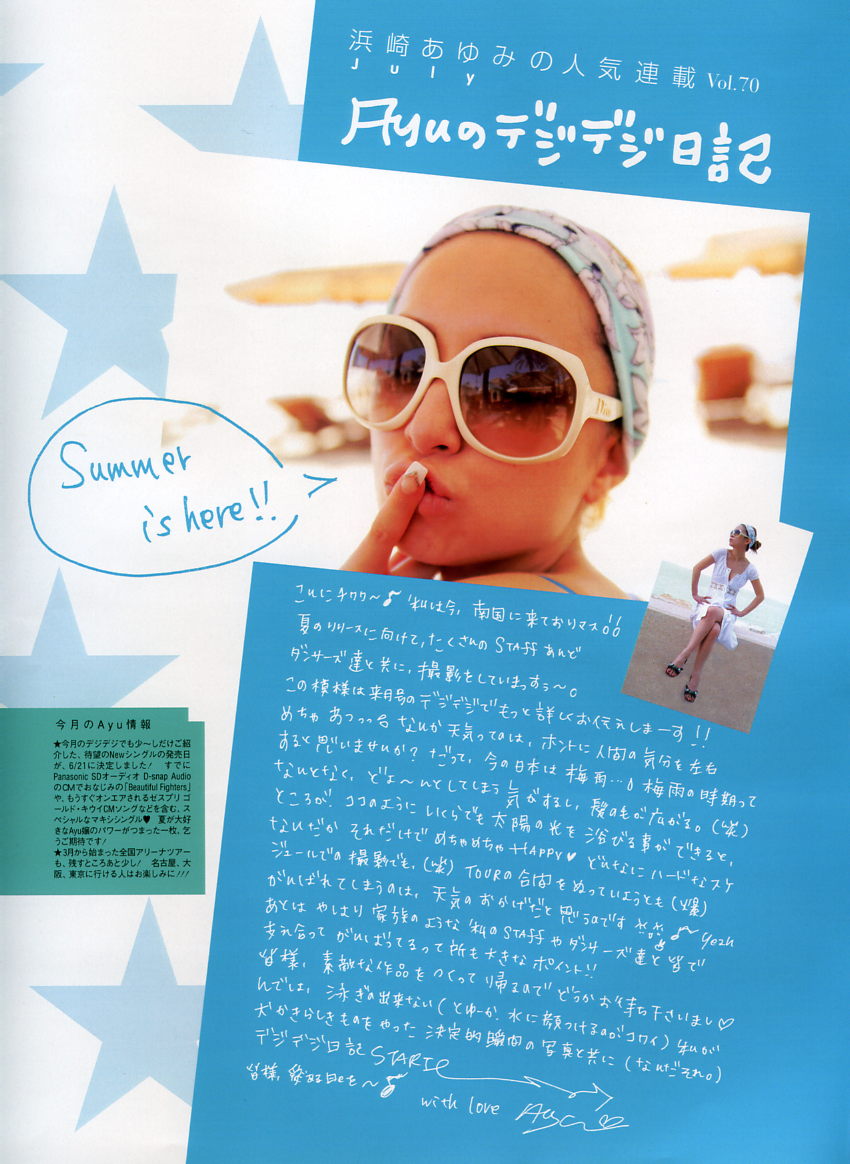 浜崎あゆみの人気連載 Vol.70
July
Ayuのデジデジ日記
Dior
Summer
is here!!
こんにチワワ〜♪ 私は今、南国に来ておりマス!!
夏のリリースに向けて、たくさんのSTAFFあんど
ダンサーズ達と共に、撮影をしていまっすぅ〜。
この模様は来月号のデジデジでもっと詳しくお伝えしまーす!!
めちゃあつっっ なんか天気っては、ホントに人間の気分を左右
すると思いませんか? だって、今の日本は梅雨…♪ 梅雨の時期って
なんとなく、どよ〜んとしてしまう気がするし、髪の毛が広がる。(笑)
ところが、ココのようにいくらでも太陽の光を浴びる事ができると、
なんだか それだけで めちゃめちゃHAPPY♥ どんなにハードなスケ
ジュールでの撮影でも、(笑) TOURの合間をぬっていようとも(爆)
がんばれてしまうのは、天気のおかげだと思うのです Yeah
あとは やはり 家族のような 私のSTAFFやダンサーズ達と皆で
支え合って がんばってるって所も大きなポイント!!
皆様、素敵な作品をつくって帰るので どうかお待ち下さいまし♡
んでは、泳ぎの出来ない(とゆーか、水に顔つけるのがコワイ)私が
犬かきらしきものをやった 決定的瞬間の写真と共に(なんだそれ。)
デジデジ日記 START
皆様、 を〜♪
with love Ayu♡
今月のAyu情報
★今月のデジデジでも少〜しだけご紹
介した、待望のNewシングルの発売日
が、6/21に決定しました! すでに
Panasonic SDオーディオ D-snap Audio
のCMでおなじみの「Beautiful Fighters」
や、もうすぐオンエアされるゼスプリ ゴ
ールド・キウイCMソングなどを含む、ス
ペシャルなマキシシングル♥ 夏が大好
きなAyu嬢のパワーがつまった一枚、乞
うご期待です!
★3月から始まった全国アリーナツアー
も、残すところあと少し! 名古屋、大
阪、東京に行ける人はお楽しみに!!!